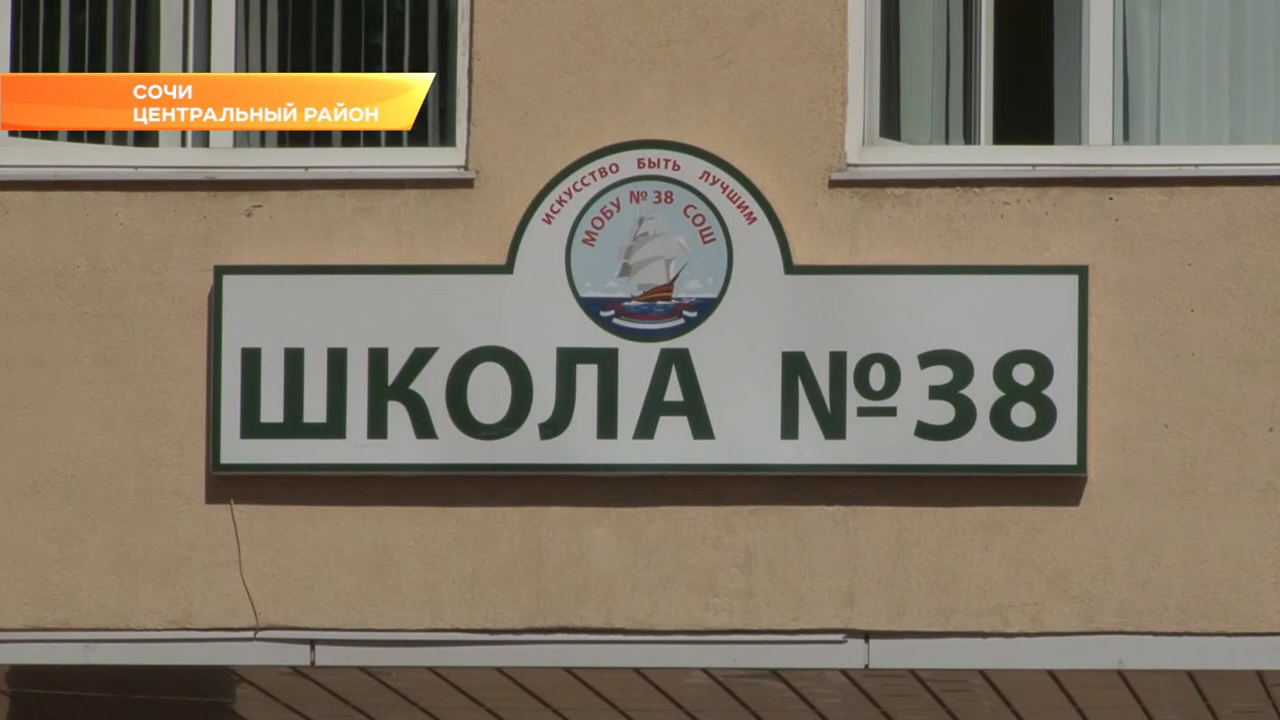 СОЧИ
ЦЕНТРАЛЬНЫЙ РАЙОН
ИСКУССТВО БЫТЬ ЛУЧШИМ
МОБУ № 38 СОШ
ШКОЛА №38